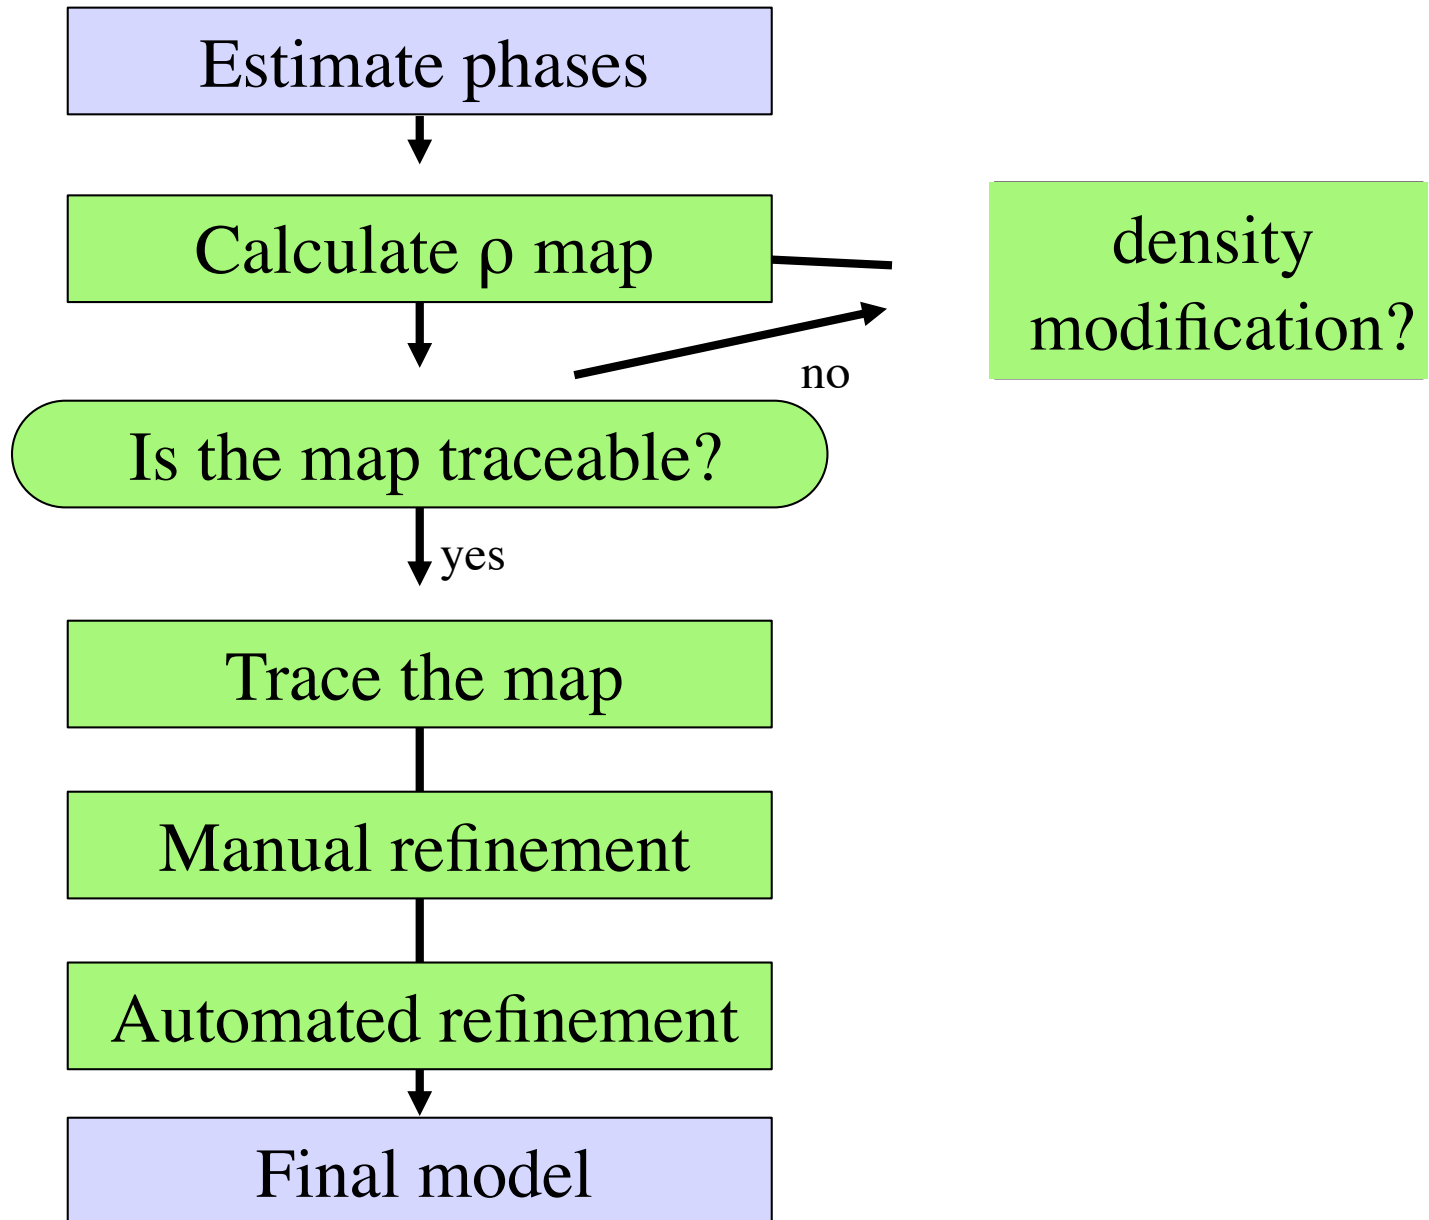 Estimate phases
Calculate ρ map
density
modification?
no
Is the map traceable?
yes
Trace the map
Manual refinement
Automated refinement
Final model